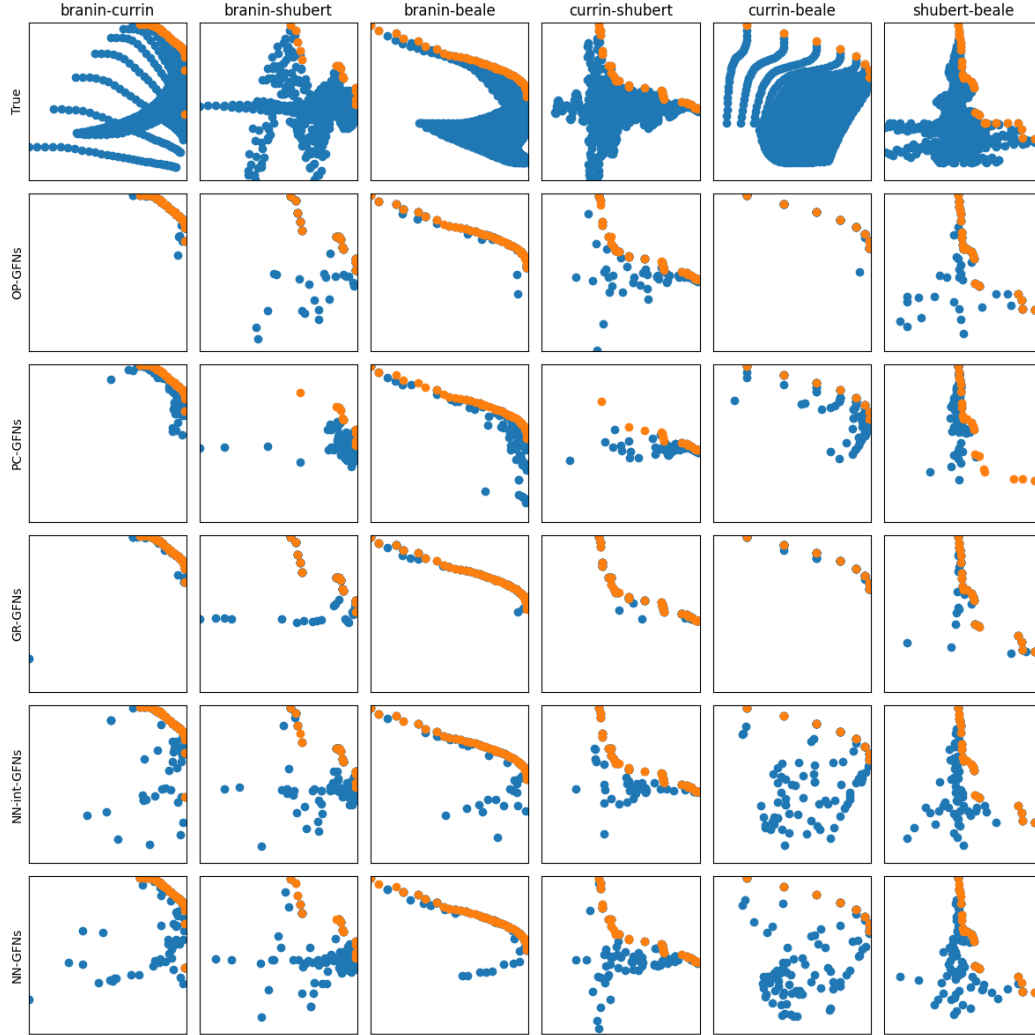 branin-currin
branin-shubert
branin-beale
currin-shubert
currin-beale
shubert-beale
True
OP-GFNs
PC-GFNs
GR-GFNs
NN-int-GFNs
NN-GFNs